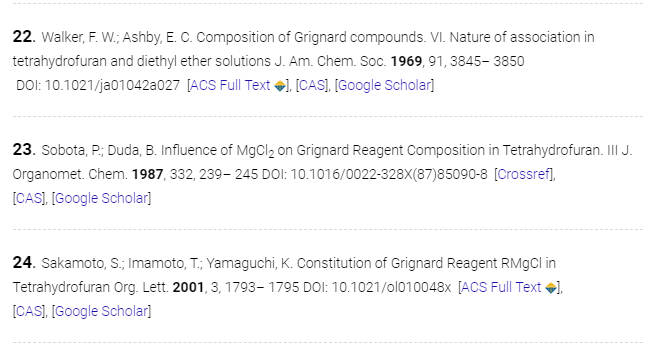 22. Walker, F. W.; Ashby, E. C. Composition of Grignard compounds. VI. Nature of association in
tetrahydrofuran and diethyl ether solutions J. Am. Chem. Soc. 1969, 91, 3845– 3850
DOI: 10.1021/ja01042a027 [ACS Full Text], [CAS], [Google Scholar]
23. Sobota, P.; Duda, B. Influence of MgCl2 on Grignard Reagent Composition in Tetrahydrofuran. III J.
Organomet. Chem. 1987, 332, 239– 245 DOI: 10.1016/0022-328X(87)85090-8 [Crossref],
[CAS], [Google Scholar]
24. Sakamoto, S.; Imamoto, T.; Yamaguchi, K. Constitution of Grignard Reagent RMgCl in
Tetrahydrofuran Org. Lett. 2001, 3, 1793– 1795 DOI: 10.1021/ol010048x [ACS Full Text],
[CAS], [Google Scholar]